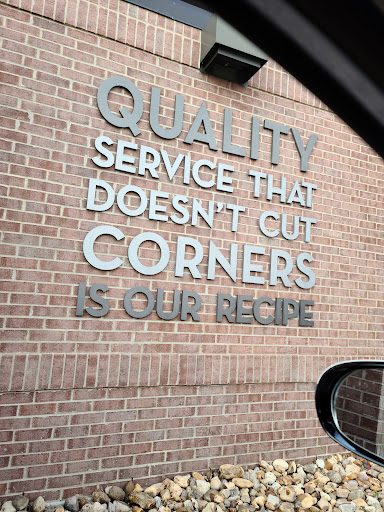 QUALITY
SERVICE THAT
DOESN'T CUT
CORNERS
IS OUR RECIPE